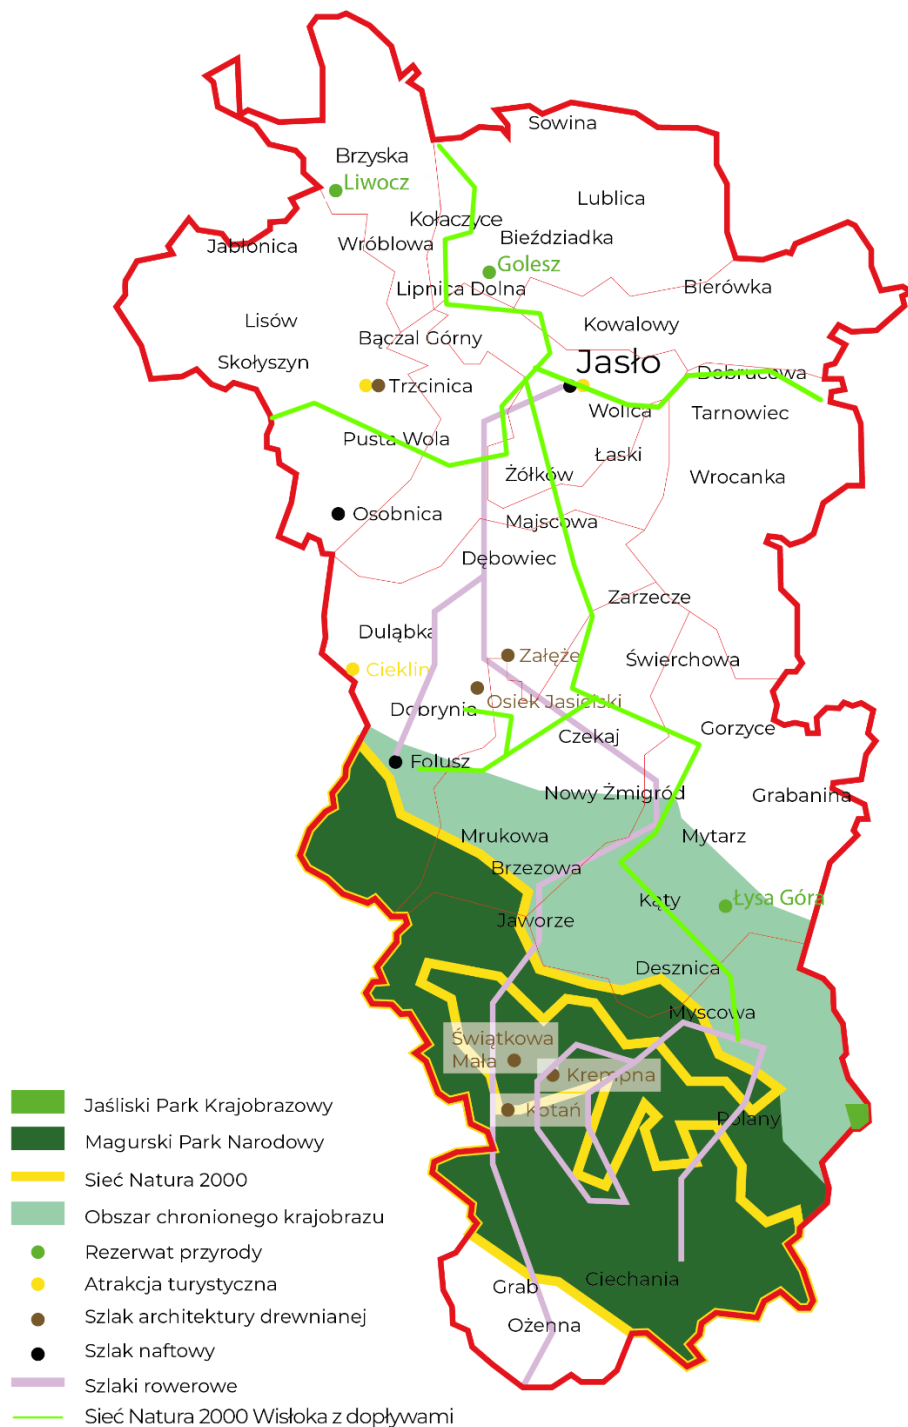 Sowina
Brzyska
Liwocz
Lublica
Kołaczyce
Jabłonica
Wróblowa
Bieździadka
Golesz
Lipnica Dolna
Bierówka
Lisów
Bączal Górny
Kowalowy
Skołyszyn
Jasło
Dobrucowa
Trzcinica
Wolica
Tarnowiec
Pusta Wola
Łaski
Żółków
Wrocanka
Osobnica
Majscowa
Dębowiec
Zarzecze
Duląbka
Załęże
Świerchowa
Cieklin
Osiek Jasielski
Dobrynia
Czekaj
Gorzyce
Folusz
Nowy Żmigród
Grabanina
Mrukowa
Mytarz
Brzezowa
Kąty
Łysa Góra
Jaworze
Desznica
Myscowa
Świątkowa
Mała
Krempna
Kotań
Polany
Ciechania
Grab
Ożenna
Jaśliski Park Krajobrazowy
Magurski Park Narodowy
Sieć Natura 2000
Obszar chronionego krajobrazu
Rezerwat przyrody
Atrakcja turystyczna
Szlak architektury drewnianej
Szlak naftowy
Szlaki rowerowe
Sieć Natura 2000 Wisłoka z dopływami